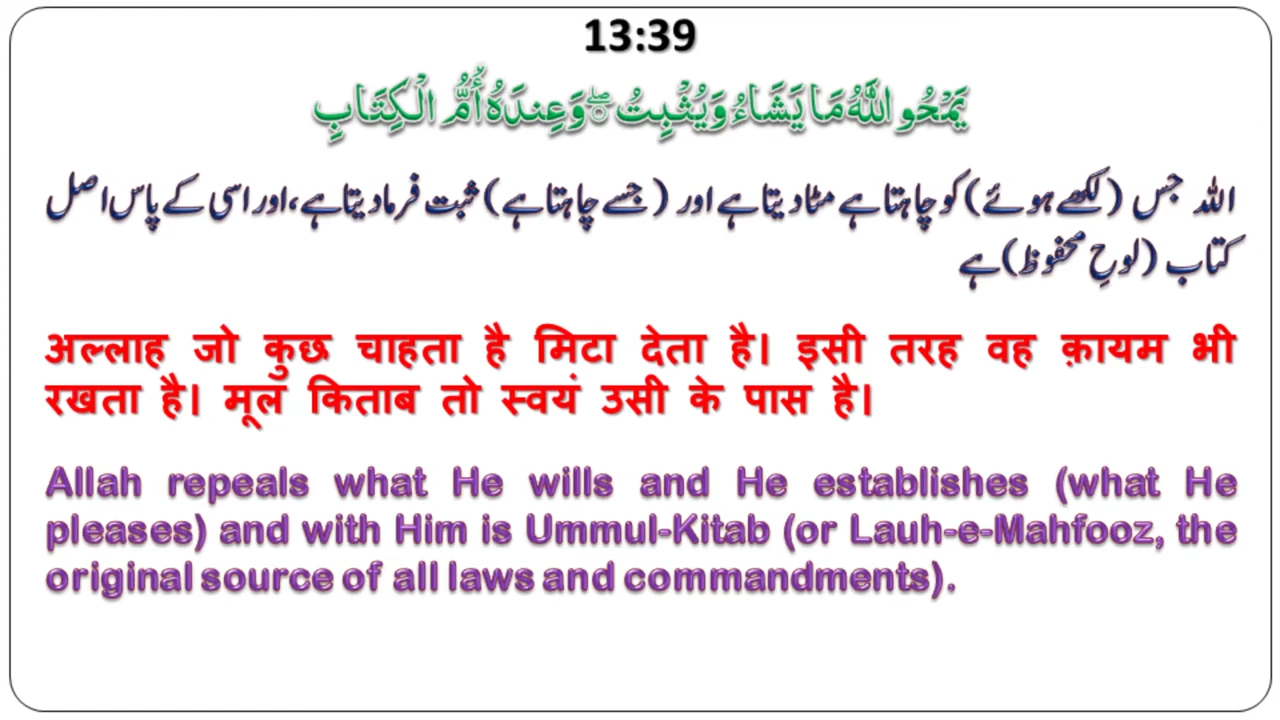 13:39
يَمْحُو اللَّهُ مَا يَشَاءُ وَيُثْبِتُ ۖ وَعِندَهُ أُمُّ الْكِتَابِ
اللہ جس (لکھے ہوئے) کو چاہتا ہے مٹا دیتا ہے اور (جسے چاہتا ہے) ثبت فرما دیتا ہے، اور اسی کے پاس اصل
کتاب (لوحِ محفوظ) ہے
अल्लाह जो कुछ चाहता है मिटा देता है। इसी तरह वह क़ायम भी
रखता है। मूल किताब तो स्वयं उसी के पास है।
Allah repeals what He wills and He establishes (what He
pleases) and with Him is Ummul-Kitab (or Lauh-e-Mahfooz, the
original source of all laws and commandments).